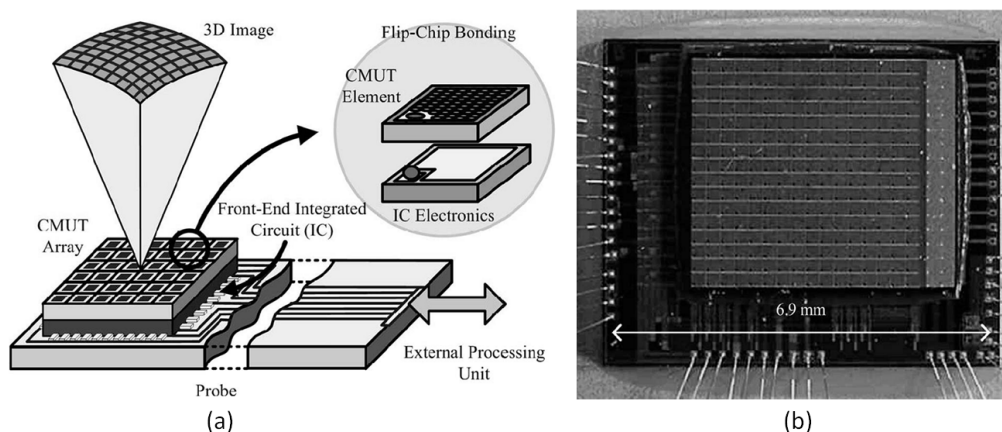 3D Image
Flip-Chip Bonding
CMUT
Element
IC Electronics
Front-End Integrated
Circuit (IC)
CMUT
Array
External Processing
Unit
Probe
(a)
6.9 mm
(b)